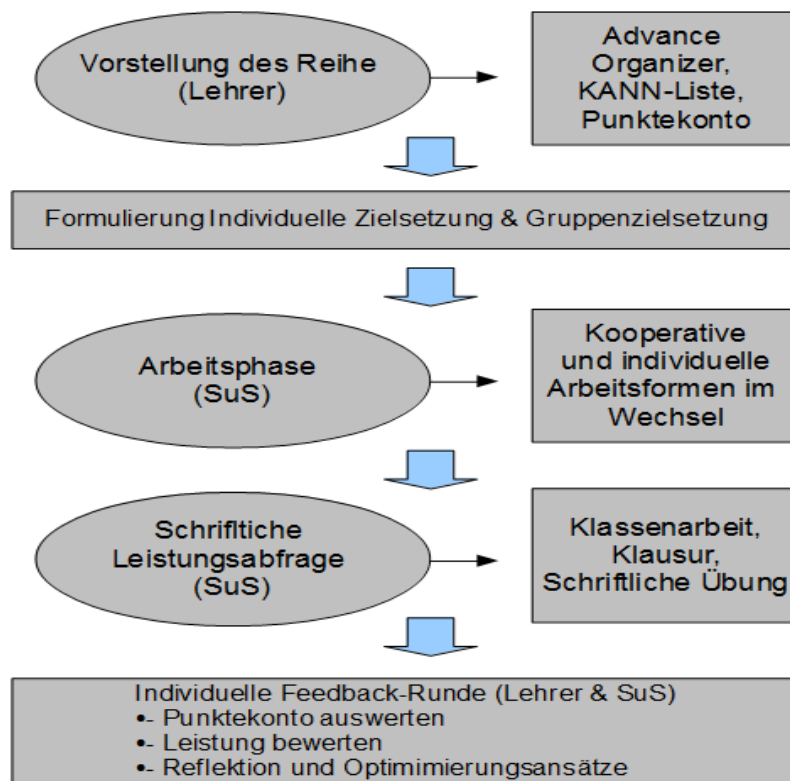 Vorstellung des Reihe
(Lehrer)
Advance
Organizer,
KANN-Liste,
Punktekonto
Formulierung Individuelle Zielsetzung & Gruppenzielsetzung
Arbeitsphase
(SuS)
Kooperative
und individuelle
Arbeitsformen im
Wechsel
Schrifltiche
Leistungsabfrage
(SuS)
Klassenarbeit,
Klausur,
Schriftliche Übung
Individuelle Feedback-Runde (Lehrer & SuS)
•- Punktekonto auswerten
•- Leistung bewerten
•- Reflektion und Optimimierungsansätze